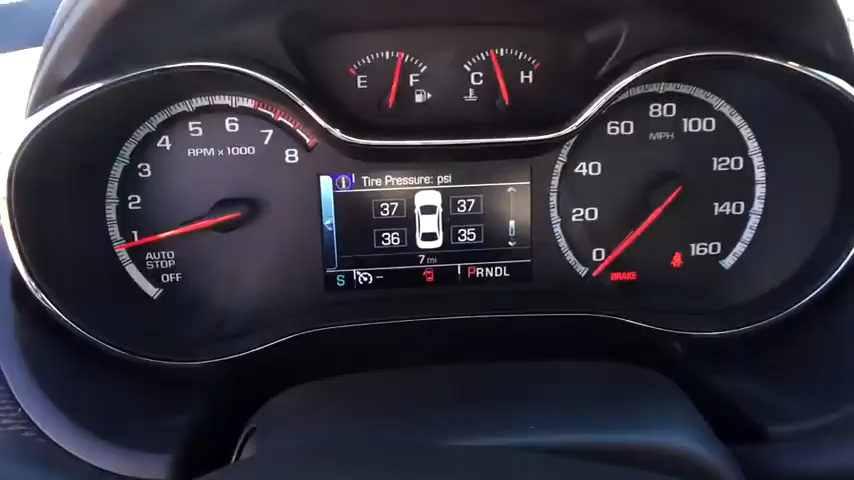 E F
C H
1 2 3 4 5 6 7 8
RPM x 1000
AUTO
STOP
OFF
Tire Pressure: psi
37 37
36 35
7 mi
S
PRNDL
0 20 40 60 80 100 120 140 160
MPH
BRAKE